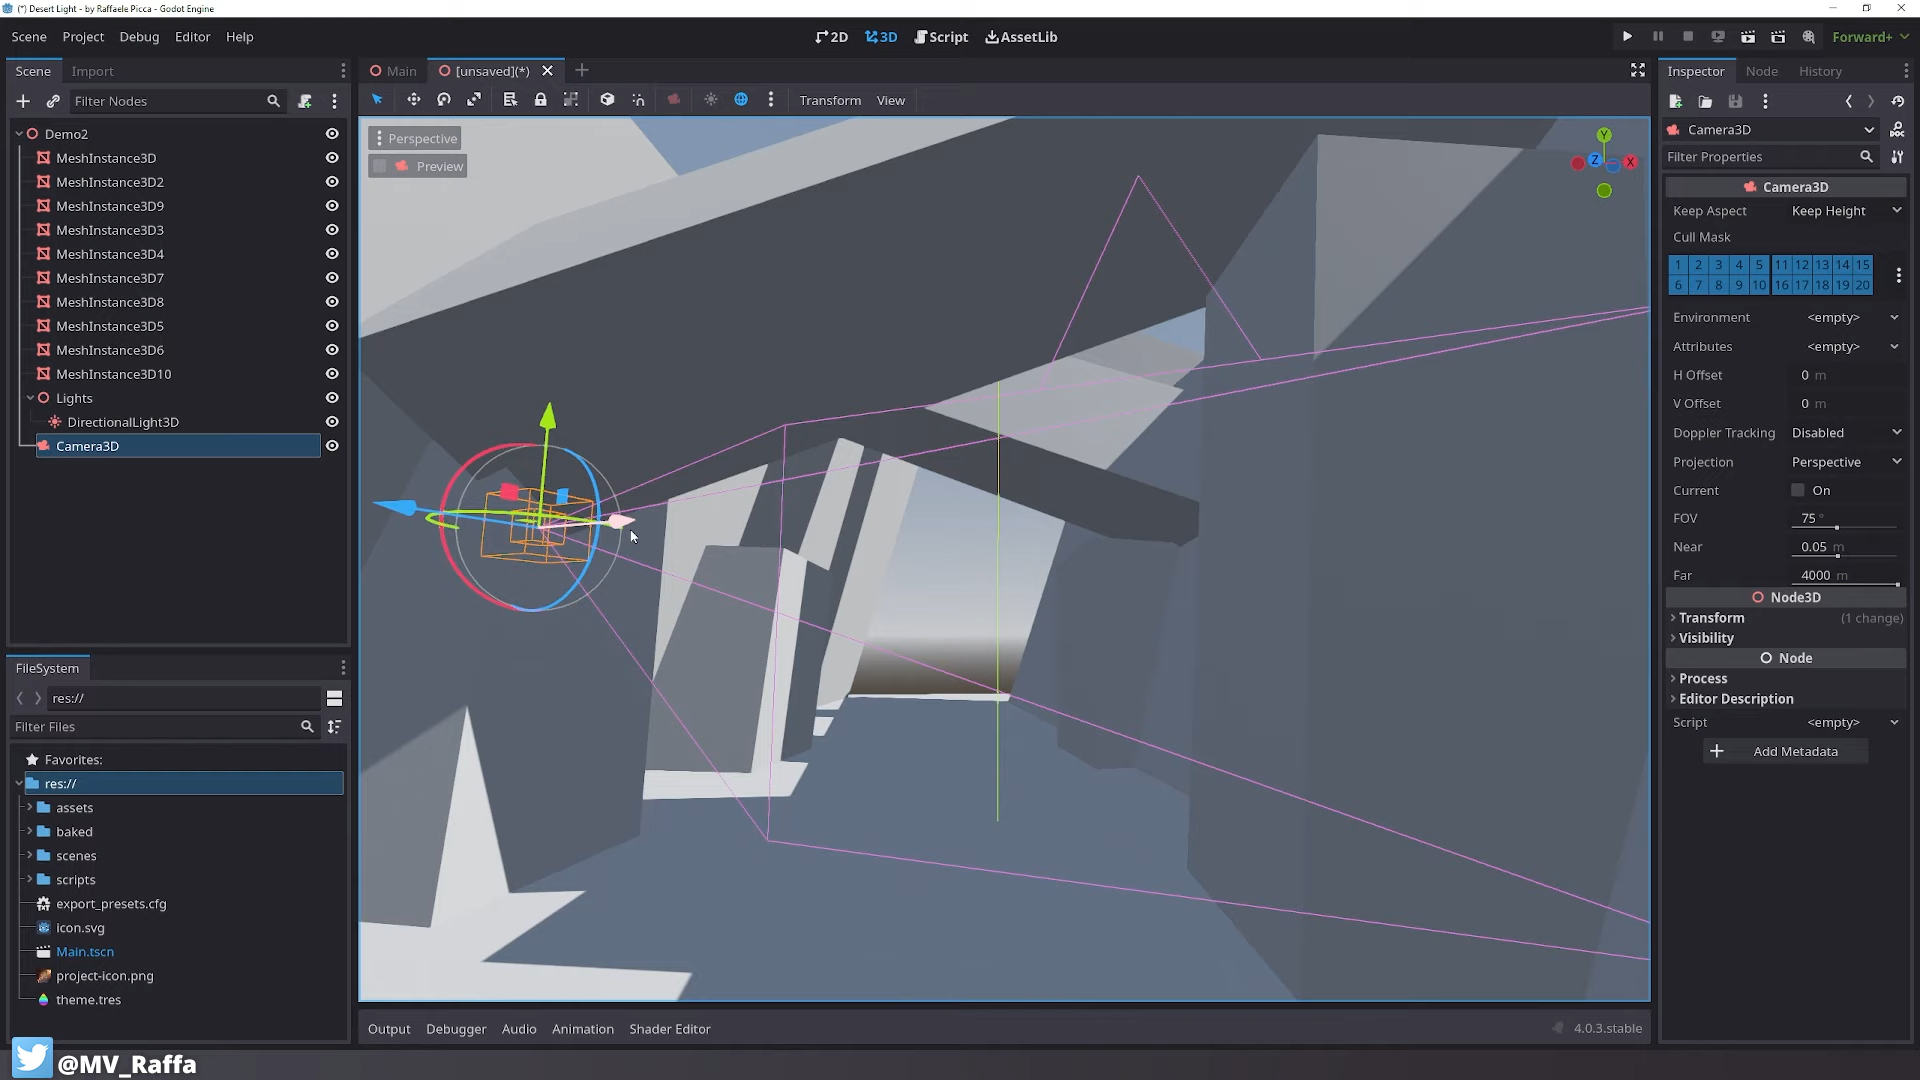 (*) Desert Light - by Raffaele Picca - Godot Engine
Scene Project Debug Editor Help
2D 3D Script AssetLib
Forward+
Scene Import
Filter Nodes
Demo2
MeshInstance3D
MeshInstance3D2
MeshInstance3D9
MeshInstance3D3
MeshInstance3D4
MeshInstance3D7
MeshInstance3D8
MeshInstance3D5
MeshInstance3D6
MeshInstance3D10
Lights
DirectionalLight3D
Camera3D
FileSystem
res://
Filter Files
Favorites:
res://
assets
baked
scenes
scripts
export_presets.cfg
icon.svg
Main.tscn
project-icon.png
theme.tres
@MV_Raffa
Main [unsaved](*)
Transform View
Perspective
Preview
Y
Z X
Output Debugger Audio Animation Shader Editor
4.0.3.stable
Inspector Node History
Camera3D
Filter Properties
Camera3D
Keep Aspect Keep Height
Cull Mask
1 2 3 4 5 11 12 13 14 15
6 7 8 9 10 16 17 18 19 20
Environment <empty>
Attributes <empty>
H Offset 0 m
V Offset 0 m
Doppler Tracking Disabled
Projection Perspective
Current On
FOV 75 °
Near 0.05 m
Far 4000 m
Node3D
Transform (1 change)
Visibility
Node
Process
Editor Description
Script <empty>
Add Metadata